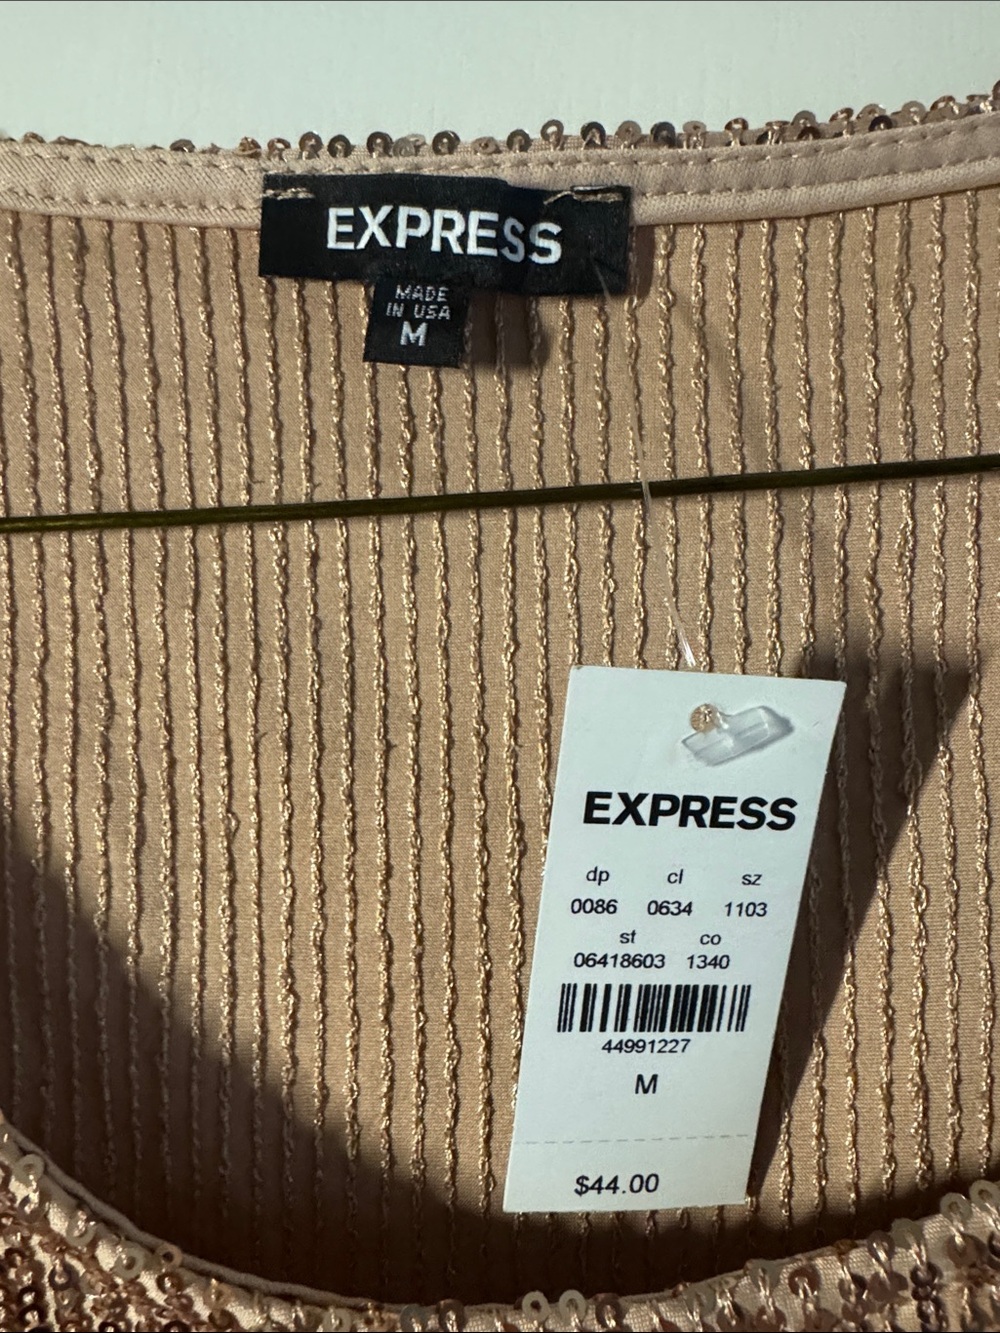 EXPRESS
MADE
IN USA
M
EXPRESS
dp cl sz
0086 0634 1103
st co
06418603 1340
44991227
M
$44.00